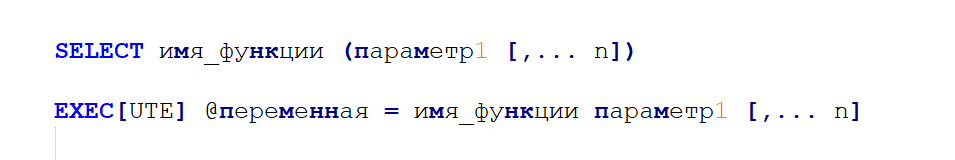 SELECT имя_функции (параметр1 [,... n])
EXEC[UTE] @переменная = имя_функции параметр1 [,... n]